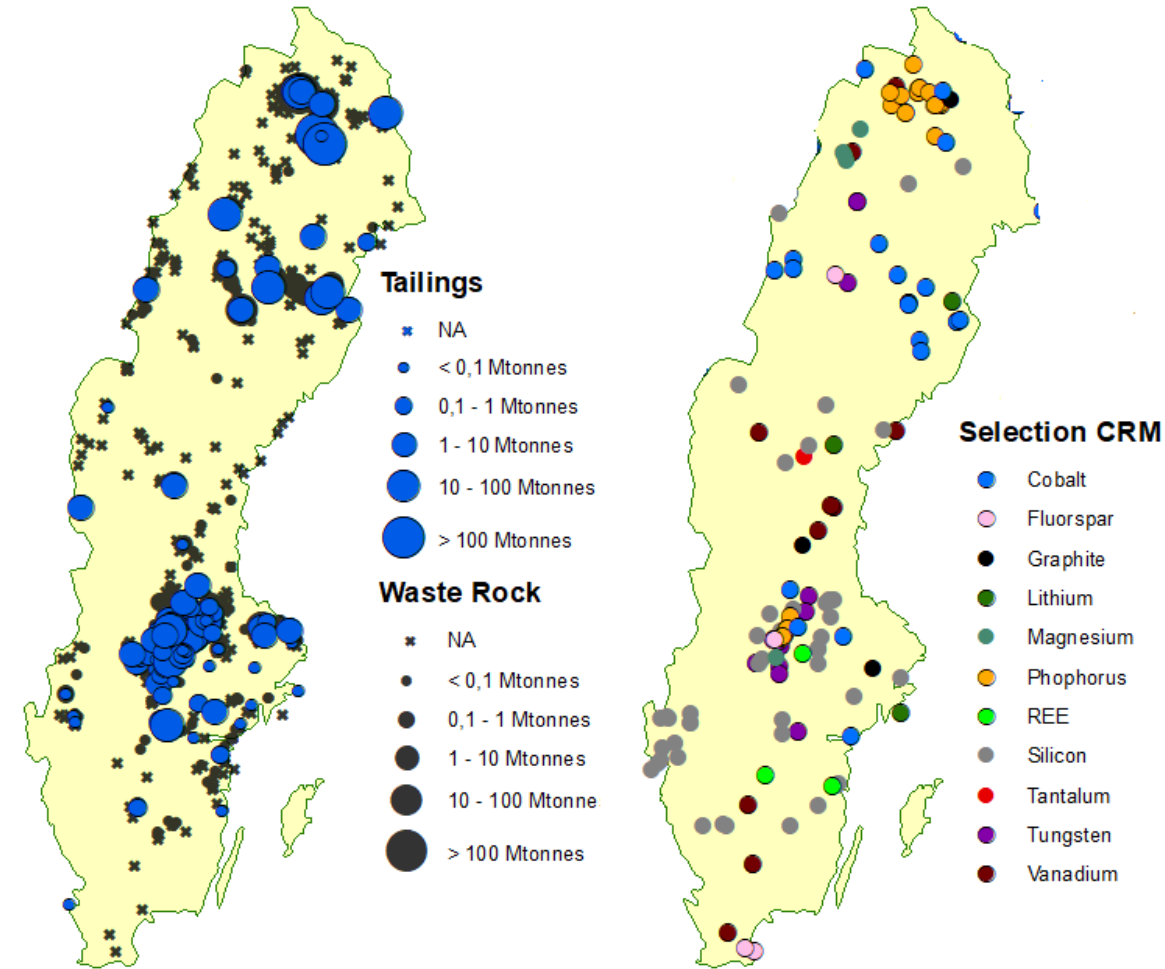 Tailings
NA
< 0,1 Mtonnes
0,1 - 1 Mtonnes
1 - 10 Mtonnes
10 - 100 Mtonnes
> 100 Mtonnes
Waste Rock
NA
< 0,1 Mtonnes
0,1 - 1 Mtonnes
1 - 10 Mtonnes
10 - 100 Mtonne
> 100 Mtonnes
Selection CRM
Cobalt
Fluorspar
Graphite
Lithium
Magnesium
Phophorus
REE
Silicon
Tantalum
Tungsten
Vanadium